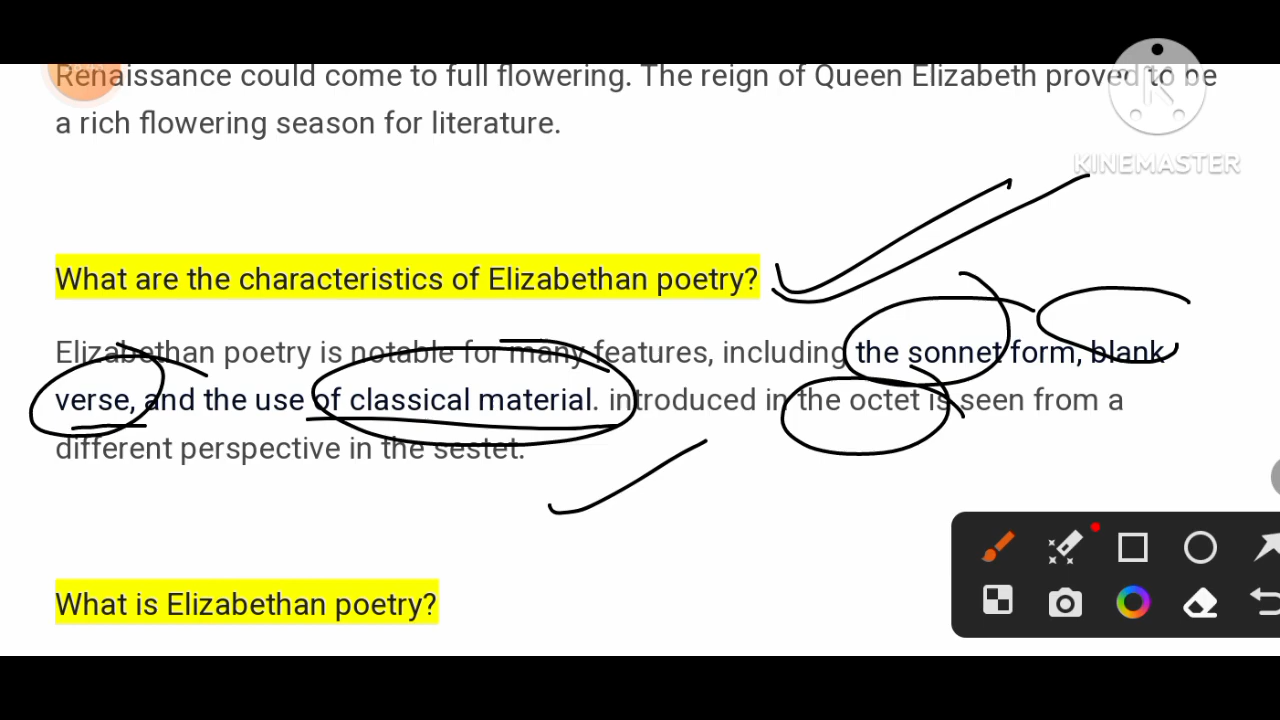 Renaissance could come to full flowering. The reign of Queen Elizabeth proved to be
a rich flowering season for literature.
KINEMASTER
What are the characteristics of Elizabethan poetry?
Elizabethan poetry is notable for many features, including the sonnet form, blank
verse, and the use of classical material. introduced in the octet is seen from a
different perspective in the sestet.
What is Elizabethan poetry?